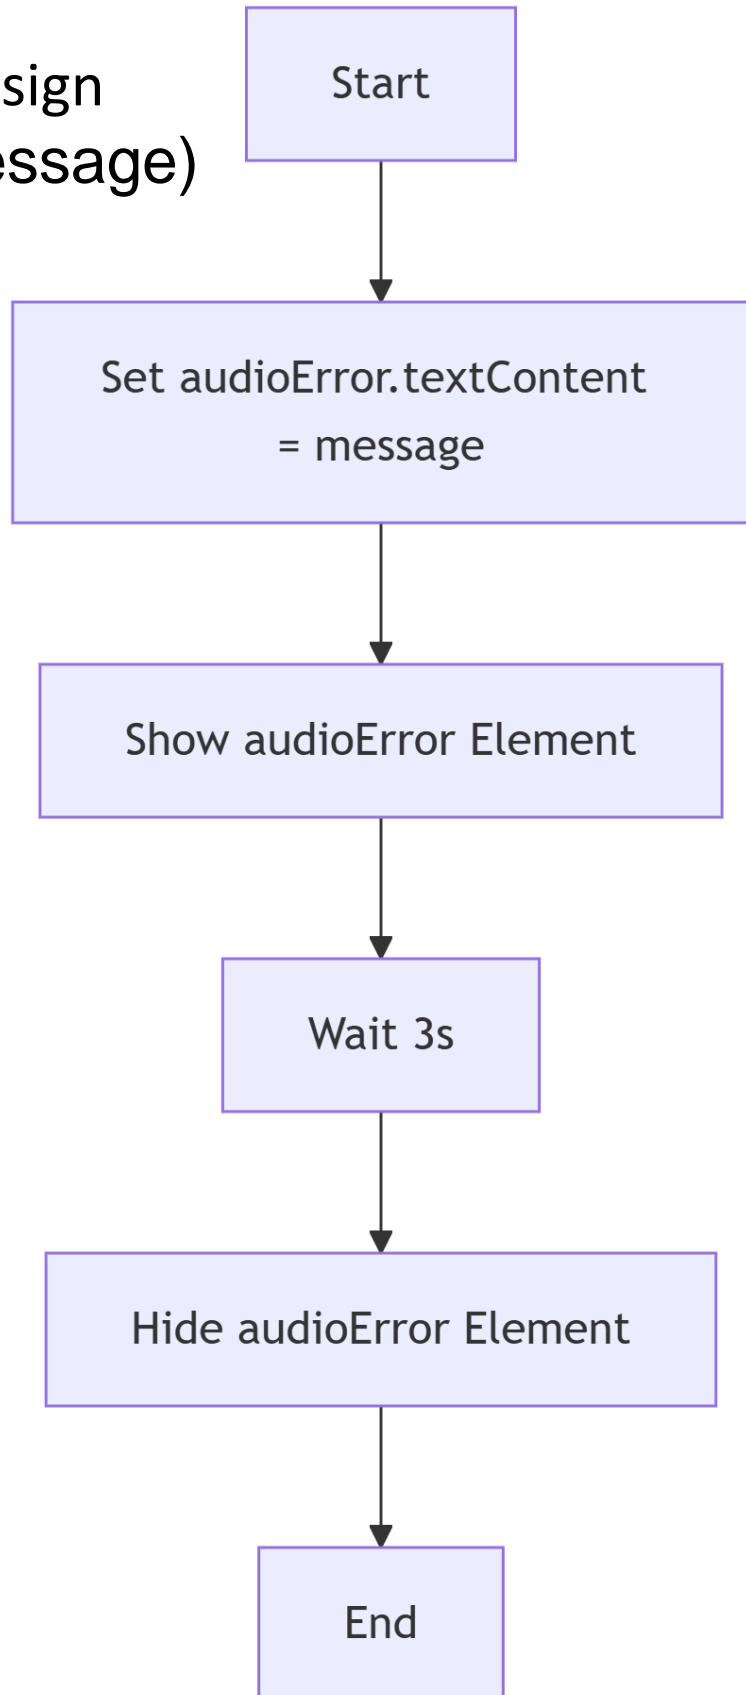 sign
essage)
Start
Set audioError.textContent
= message
Show audioError Element
Wait 3s
Hide audioError Element
End